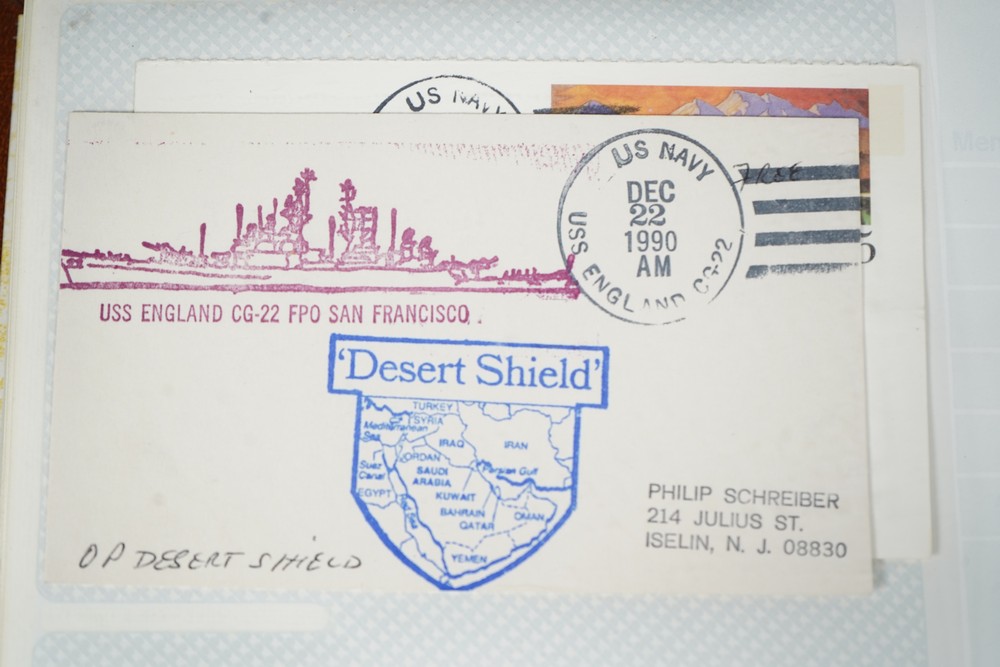 US NAVY
US NAVY
DEC
22
1990
AM
USS ENGLAND CG-22
FREE
USS ENGLAND CG-22 FPO SAN FRANCISCO
'Desert Shield'
TURKEY
SYRIA
Mediterranean
Sea
IRAQ
IRAN
JORDAN
Suez
Canal
SAUDI
ARABIA
Persian Gulf
KUWAIT
EGYPT
BAHRAIN
OMAN
QATAR
Red Sea
YEMEN
PHILIP SCHREIBER
214 JULIUS ST.
ISELIN, N. J. 08830
OP DESERT SHIELD